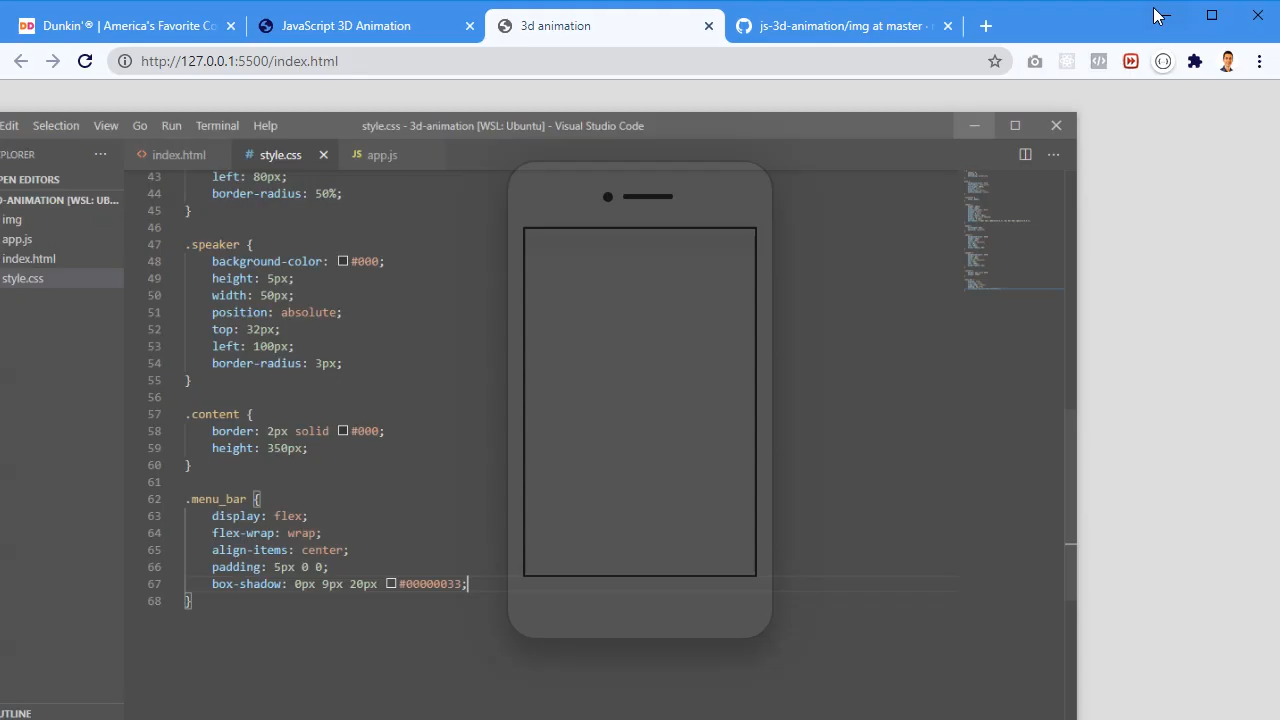 Dunkin'® | America's Favorite Co
JavaScript 3D Animation
3d animation
js-3d-animation/img at master ·
http://127.0.0.1:5500/index.html
Edit Selection View Go Run Terminal Help
style.css - 3d-animation [WSL: Ubuntu] - Visual Studio Code
XPLORER
index.html
style.css
JS app.js
PEN EDITORS
D-ANIMATION [WSL: UB...
img
app.js
index.html
style.css
UTLINE
43 left: 80px;
44 border-radius: 50%;
45 }
46
47 .speaker {
48 background-color: #000;
49 height: 5px;
50 width: 50px;
51 position: absolute;
52 top: 32px;
53 left: 100px;
54 border-radius: 3px;
55 }
56
57 .content {
58 border: 2px solid #000;
59 height: 350px;
60 }
61
62 .menu_bar {
63 display: flex;
64 flex-wrap: wrap;
65 align-items: center;
66 padding: 5px 0 0;
67 box-shadow: 0px 9px 20px #00000033;
68 }